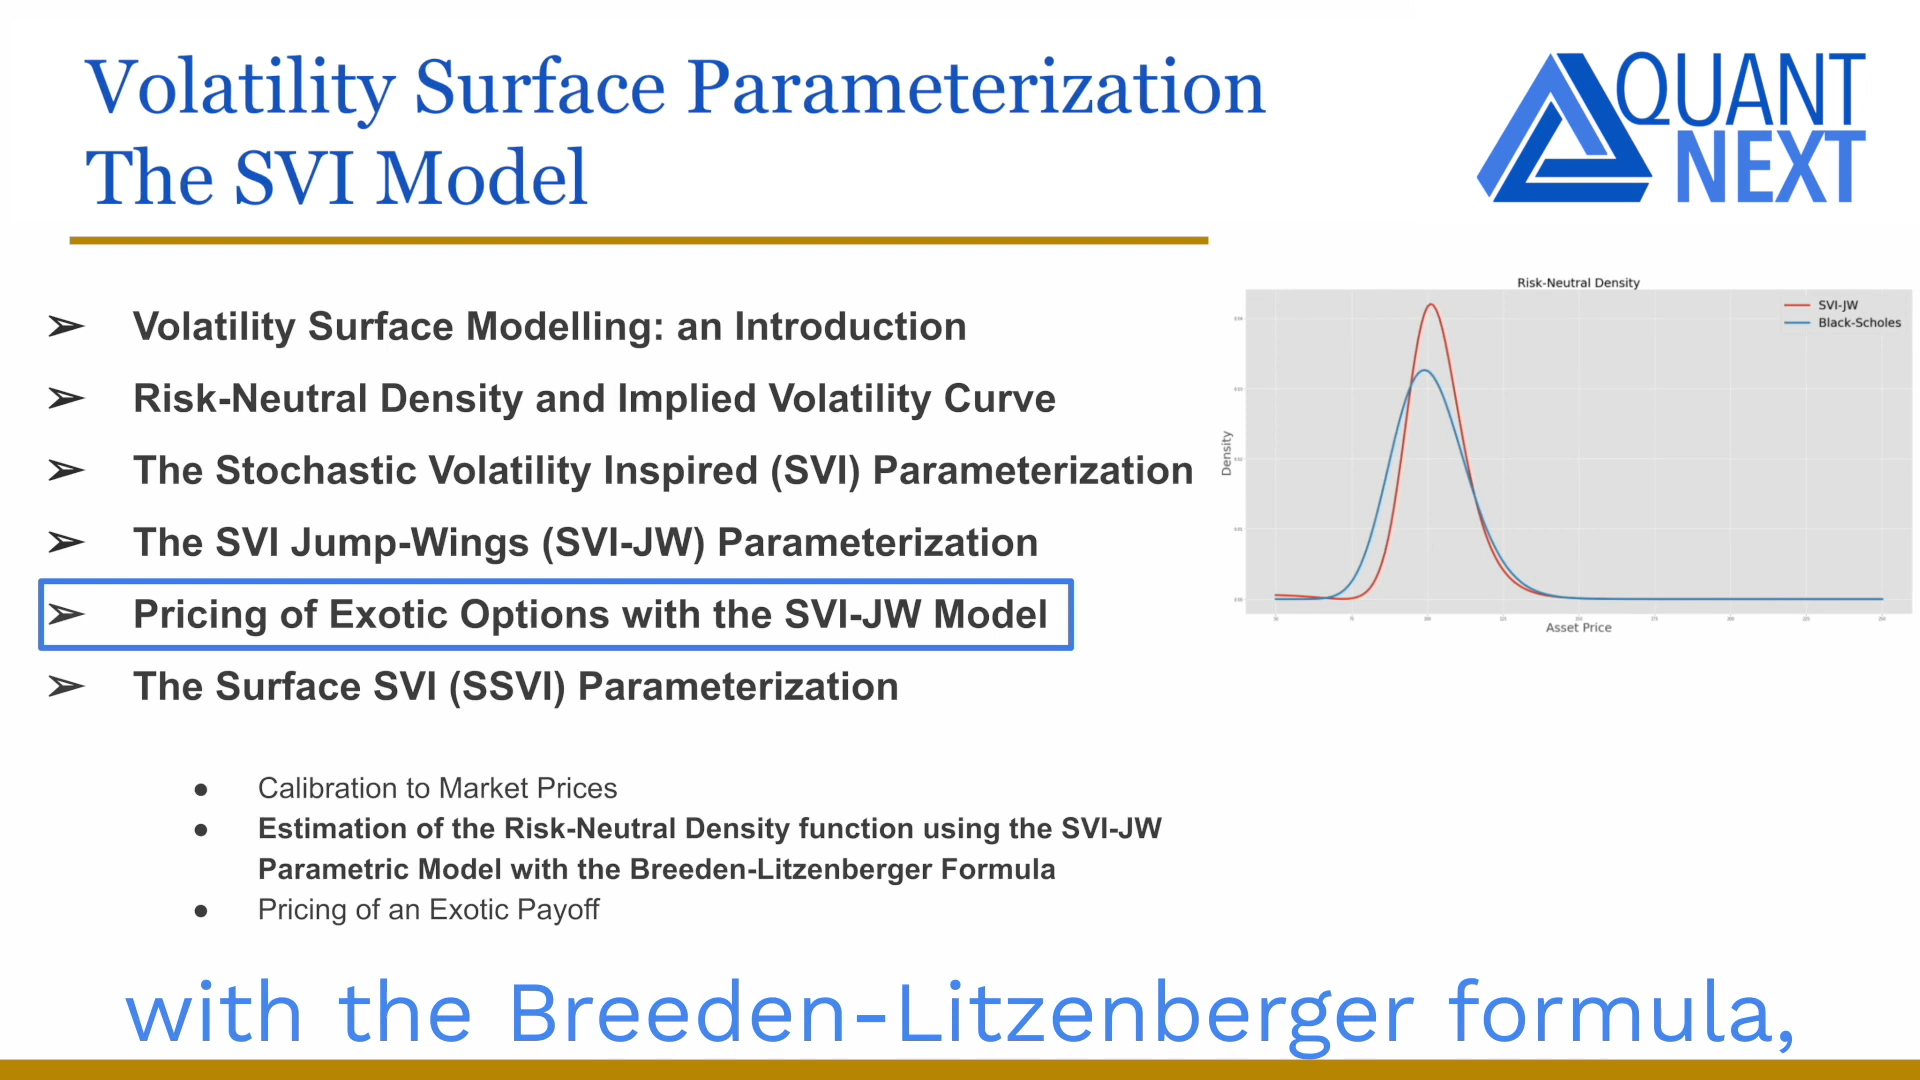 Volatility Surface Parameterization
The SVI Model
QUANT
NEXT
➢ Volatility Surface Modelling: an Introduction
➢ Risk-Neutral Density and Implied Volatility Curve
➢ The Stochastic Volatility Inspired (SVI) Parameterization
➢ The SVI Jump-Wings (SVI-JW) Parameterization
➢ Pricing of Exotic Options with the SVI-JW Model
➢ The Surface SVI (SSVI) Parameterization
Risk-Neutral Density
SVI-JW
Black-Scholes
Density
Asset Price
● Calibration to Market Prices
● Estimation of the Risk-Neutral Density function using the SVI-JW
Parametric Model with the Breeden-Litzenberger Formula
● Pricing of an Exotic Payoff
with the Breeden-Litzenberger formula,